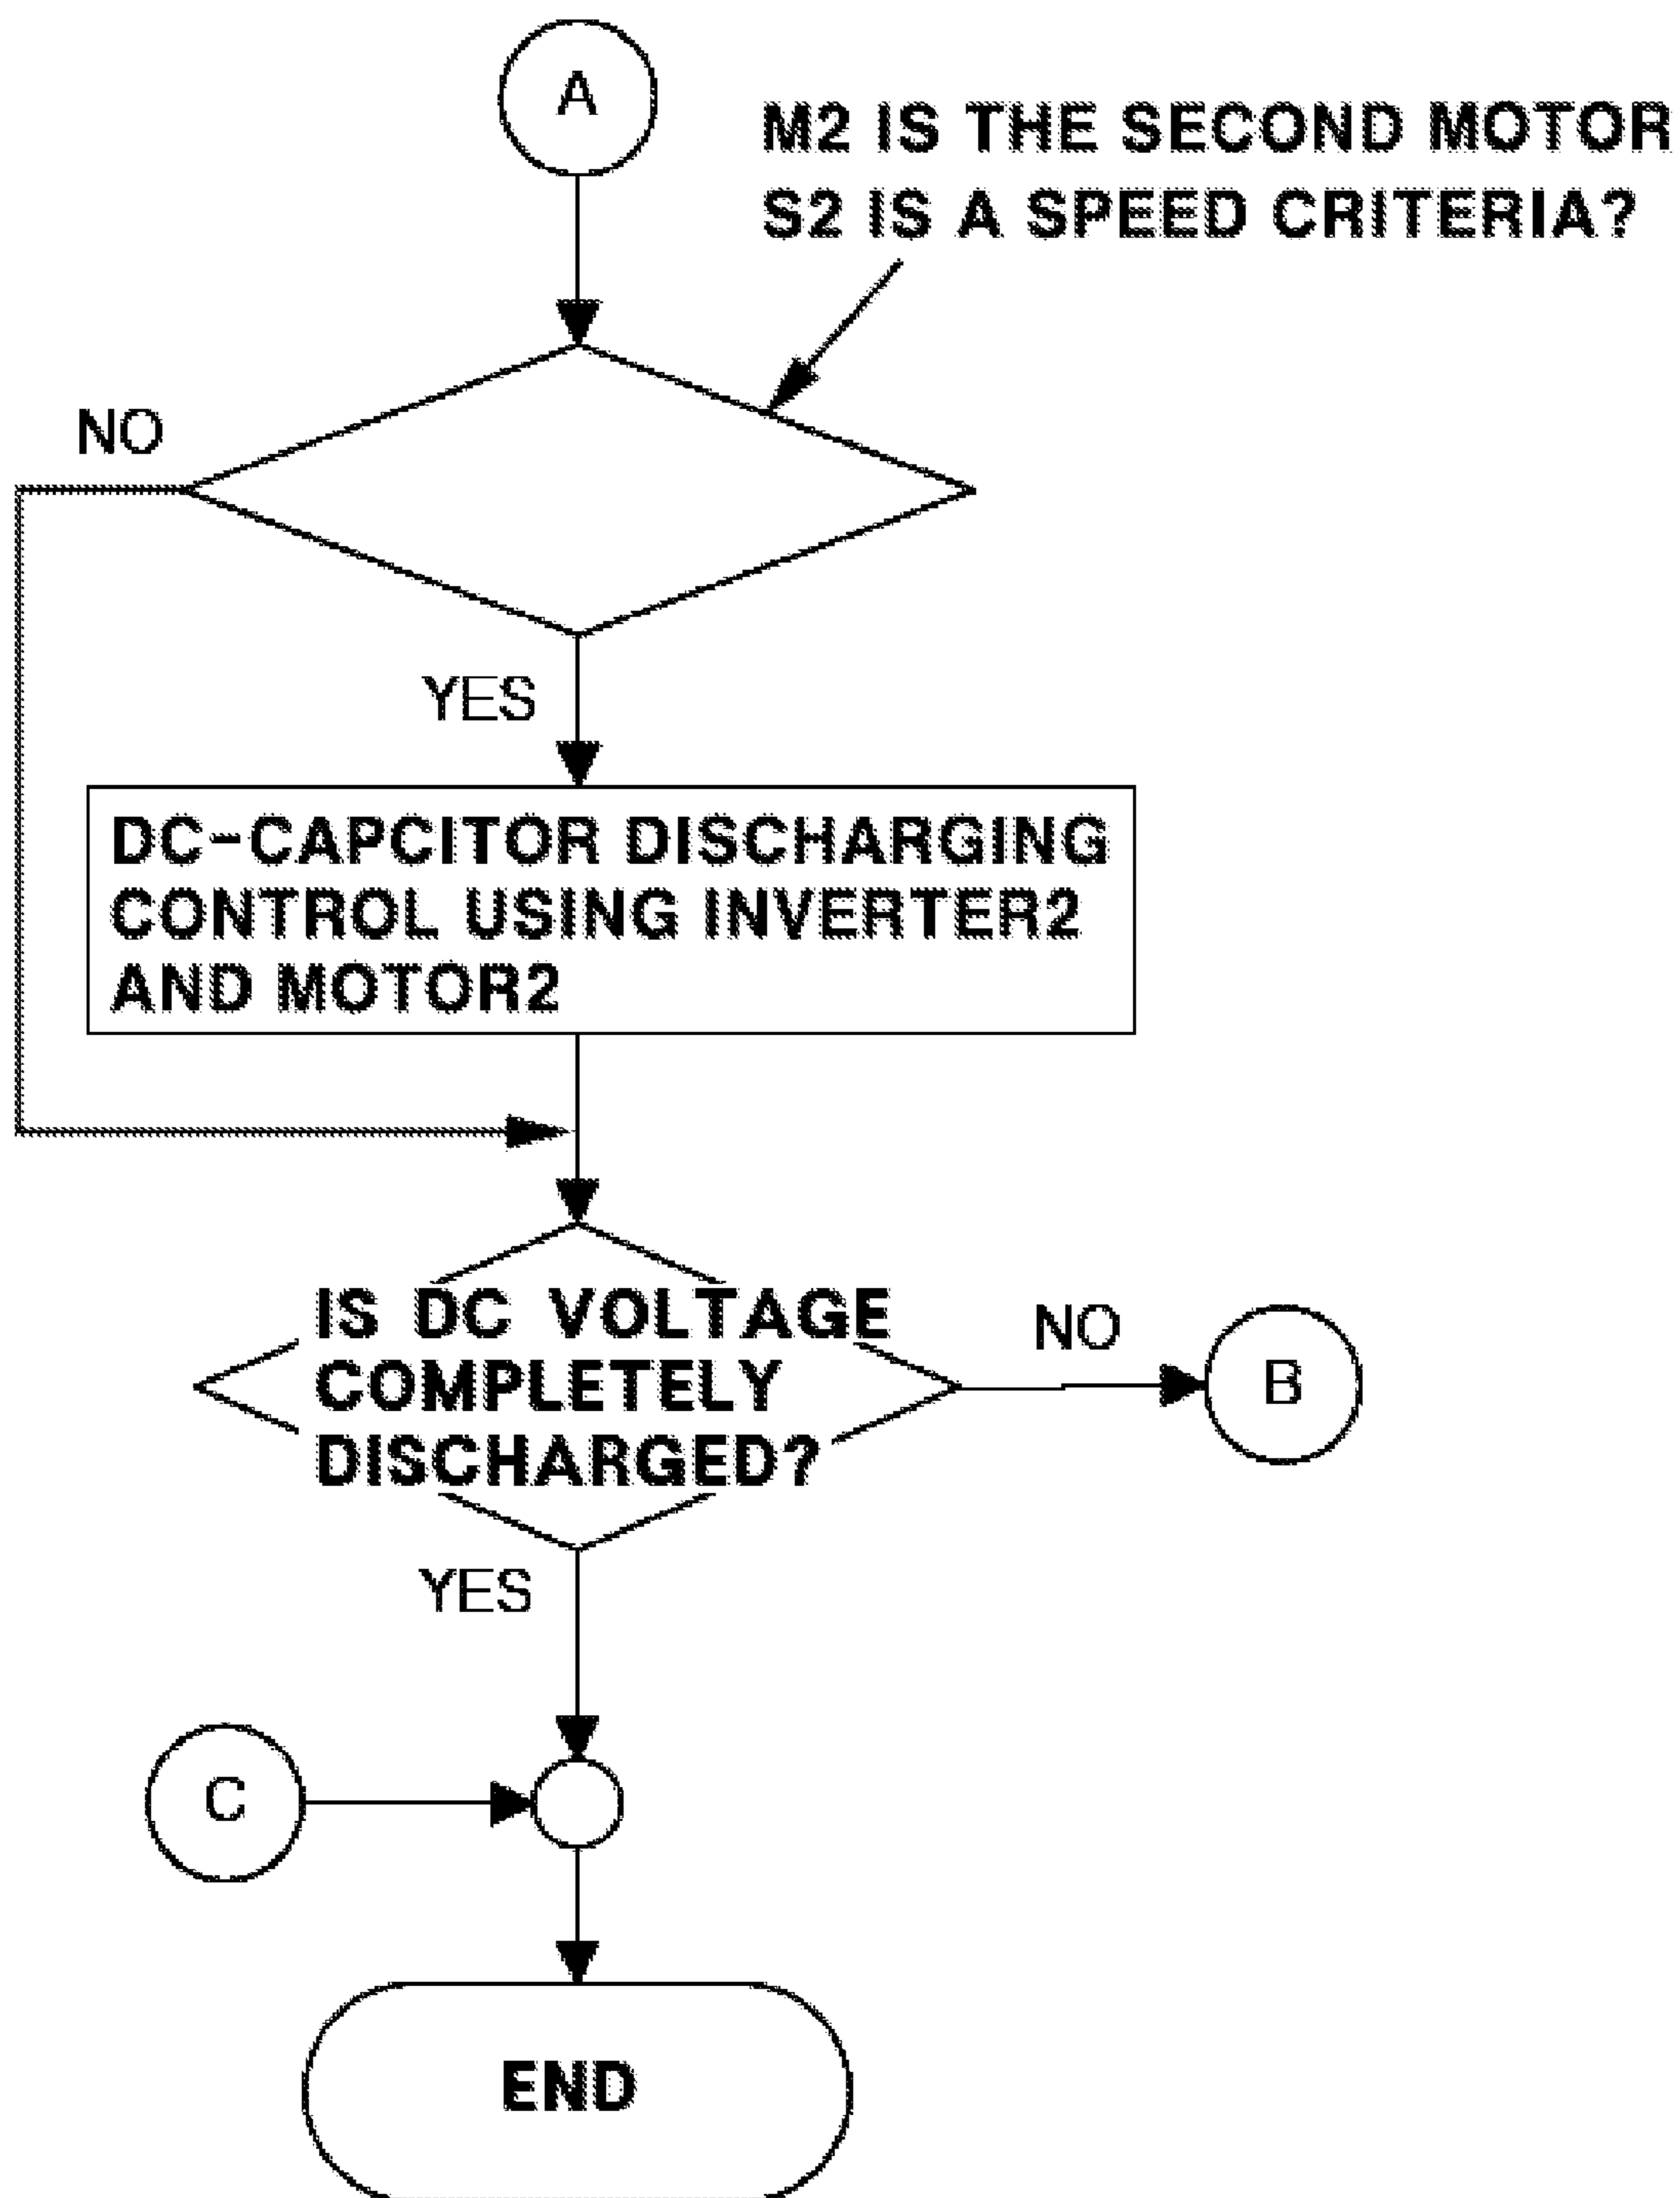 A
M2 IS THE SECOND MOTOR
S2 IS A SPEED CRITERIA?
NO
YES
DC-CAPCITOR DISCHARGING
CONTROL USING INVERTER2
AND MOTOR2
IS DC VOLTAGE
COMPLETELY
DISCHARGED?
NO
B
YES
C
END